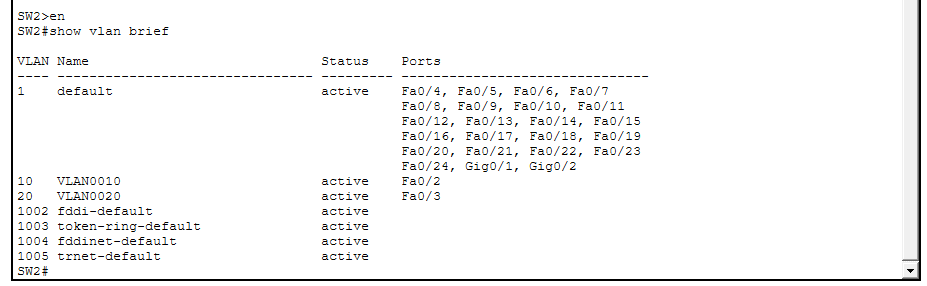 SW2>en
SW2#show vlan brief
VLAN Name                             Status    Ports
---- -------------------------------- --------- -------------------------------
1    default                          active    Fa0/4, Fa0/5, Fa0/6, Fa0/7
                                                Fa0/8, Fa0/9, Fa0/10, Fa0/11
                                                Fa0/12, Fa0/13, Fa0/14, Fa0/15
                                                Fa0/16, Fa0/17, Fa0/18, Fa0/19
                                                Fa0/20, Fa0/21, Fa0/22, Fa0/23
                                                Fa0/24, Gig0/1, Gig0/2
10   VLAN0010                         active    Fa0/2
20   VLAN0020                         active    Fa0/3
1002 fddi-default                     active
1003 token-ring-default               active
1004 fddinet-default                  active
1005 trnet-default                    active
SW2#